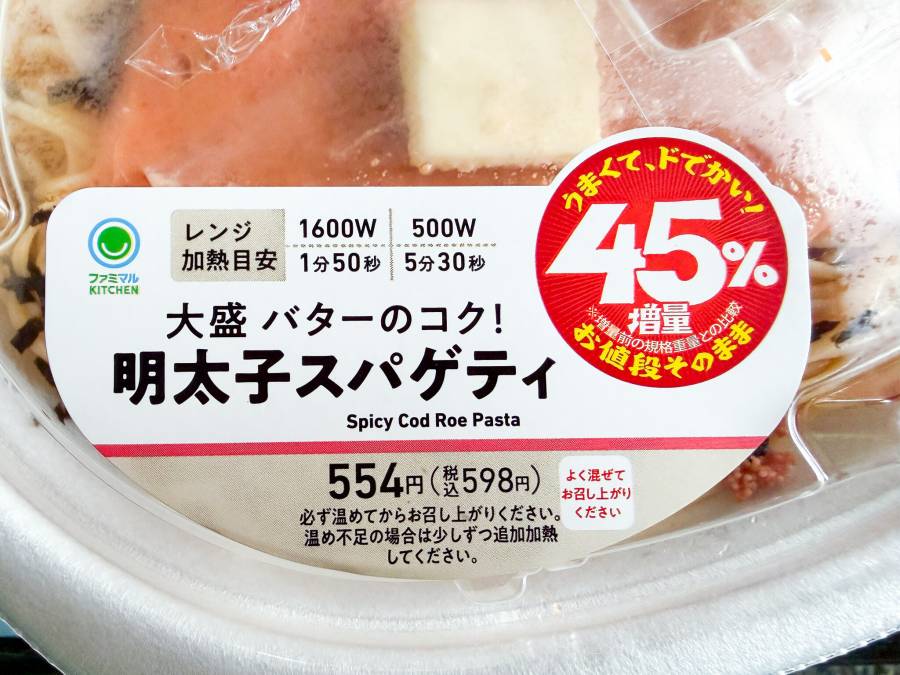 うまくて、ドでかい!
45%
増量
※増量前の規格重量との比較
お値段そのまま
ファミマル
KITCHEN
レンジ
加熱目安
1600W 500W
1分50秒 5分30秒
大盛 バターのコク!
明太子スパゲティ
Spicy Cod Roe Pasta
554円(税込598円)
必ず温めてからお召し上がりください。
温め不足の場合は少しずつ追加加熱
してください。
よく混ぜて
お召し上がり
ください